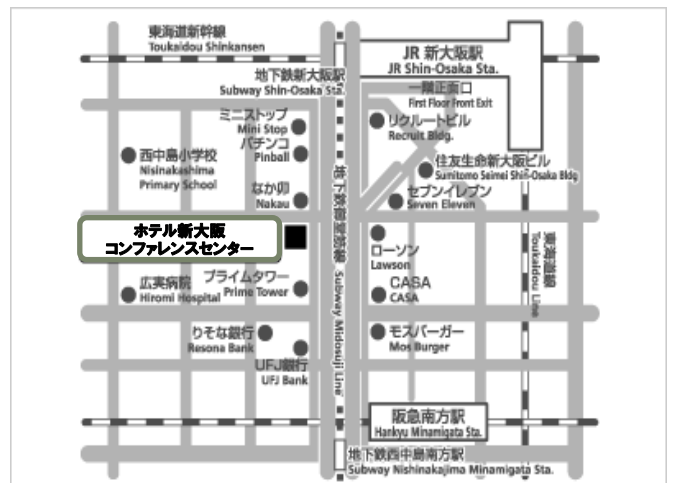 東海道新幹線
Toukaidou Shinkansen
JR 新大阪駅
JR Shin-Osaka Sta.
地下鉄新大阪駅
Subway Shin-Osaka Sta.
一階正面口
First Floor Front Exit
ミニストップ
Mini Stop
リクルートビル
Recruit Bldg.
パチンコ
Pinball
西中島小学校
Nisinakashima
Primary School
住友生命新大阪ビル
Sumitomo Seimei Shin-Osaka Bldg
なか卯
Nakau
セブンイレブン
Seven Eleven
地下鉄御堂筋線 Subway Midosuji Line
ホテル新大阪
コンファレンスセンター
ローソン
Lawson
東海道線
Toukaidou Line
広実病院
Hiromi Hospital
プライムタワー
Prime Tower
CASA
CASA
りそな銀行
Resona Bank
モスバーガー
Mos Burger
UFJ銀行
UFJ Bank
阪急南方駅
Hankyu Minamigata Sta.
地下鉄西中島南方駅
Subway Nishinakajima Minamigata Sta.